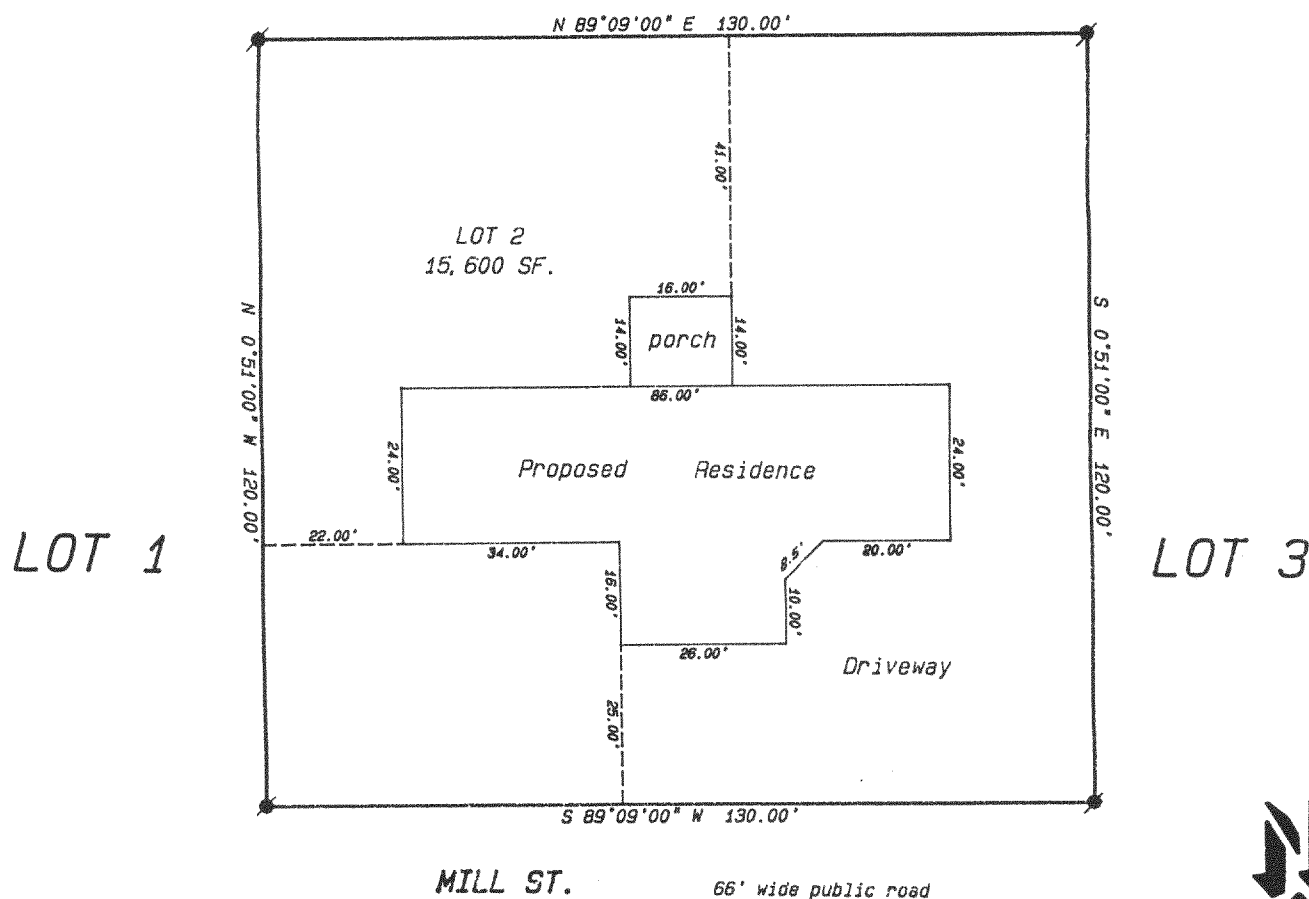 N 89°09'00" E 130.00'
41.00'
LOT 2
15,600 SF.
16.00'
14.00'
porch
14.00'
N 0°51'00" W 120.00'
S 0°51'00" E 120.00'
86.00'
24.00'
Proposed Residence
24.00'
LOT 1
22.00'
34.00'
16.00'
8.5'
20.00'
10.00'
LOT 3
26.00'
Driveway
25.00'
S 89°09'00" W 130.00'
MILL ST.
66' wide public road